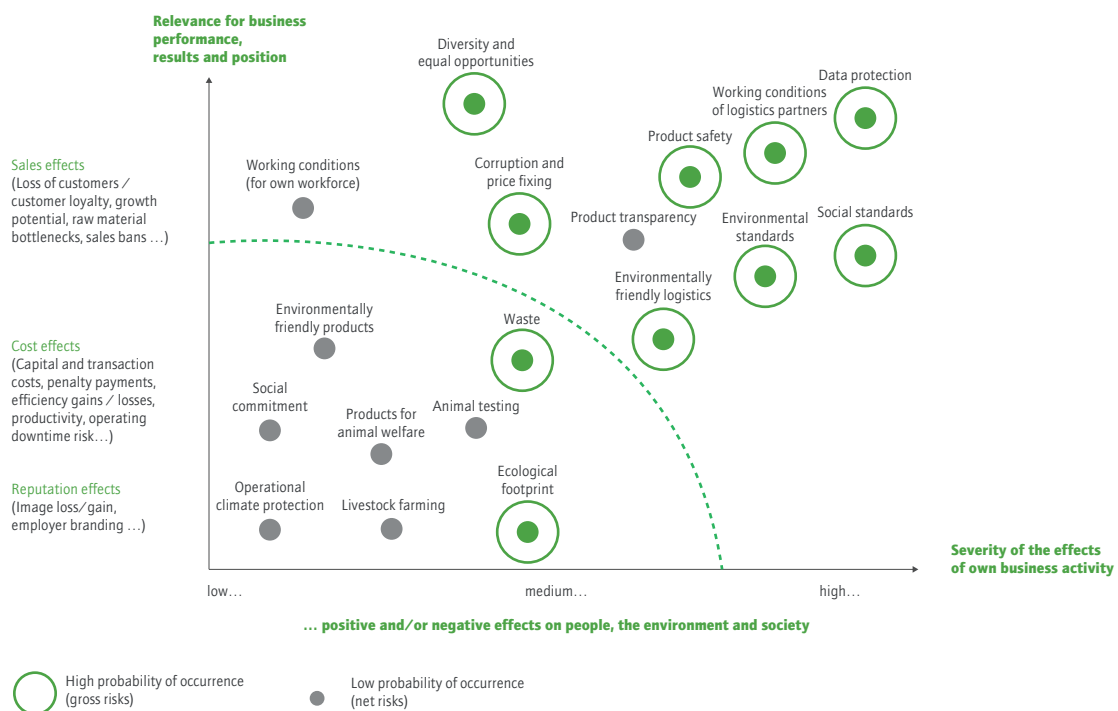 Relevance for business
performance,
results and position
Diversity and
equal opportunities
Data protection
Working conditions
of logistics partners
Product safety
Sales effects
(Loss of customers /
customer loyalty, growth
potential, raw material
bottlenecks, sales bans …)
Working conditions
(for own workforce)
Corruption and
price fixing
Product transparency
Environmental
standards
Social standards
Environmentally
friendly logistics
Environmentally
friendly products
Waste
Cost effects
(Capital and transaction
costs, penalty payments,
efficiency gains / losses,
productivity, operating
downtime risk…)
Social
commitment
Products for
animal welfare
Animal testing
Reputation effects
(Image loss/gain,
employer branding …)
Operational
climate protection
Livestock farming
Ecological
footprint
Severity of the effects
of own business activity
low…
medium…
high…
… positive and/or negative effects on people, the environment and society
High probability of occurrence
(gross risks)
Low probability of occurrence
(net risks)